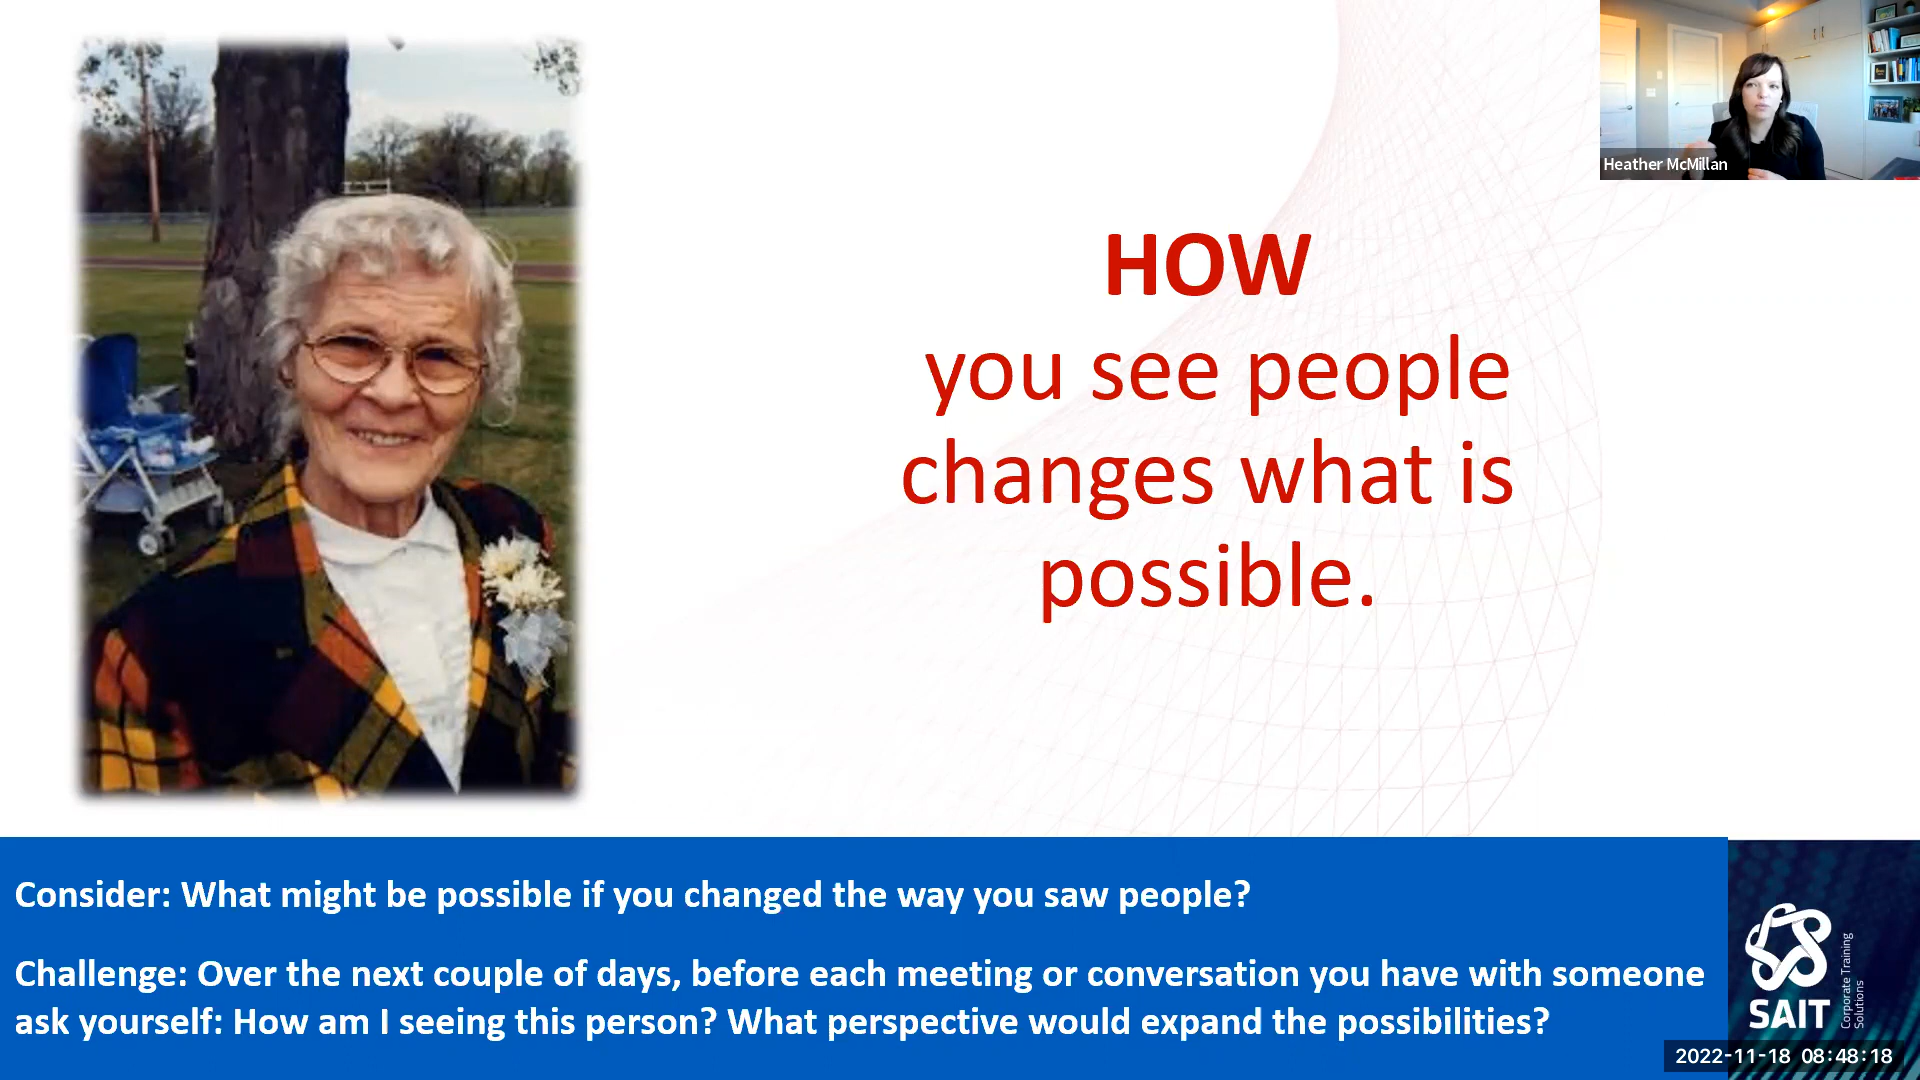 Heather McMillan
HOW
you see people
changes what is
possible.
Consider: What might be possible if you changed the way you saw people?
Challenge: Over the next couple of days, before each meeting or conversation you have with someone
ask yourself: How am I seeing this person? What perspective would expand the possibilities?
SAIT
Corporate Training
Solutions
2022-11-18 08:48:18